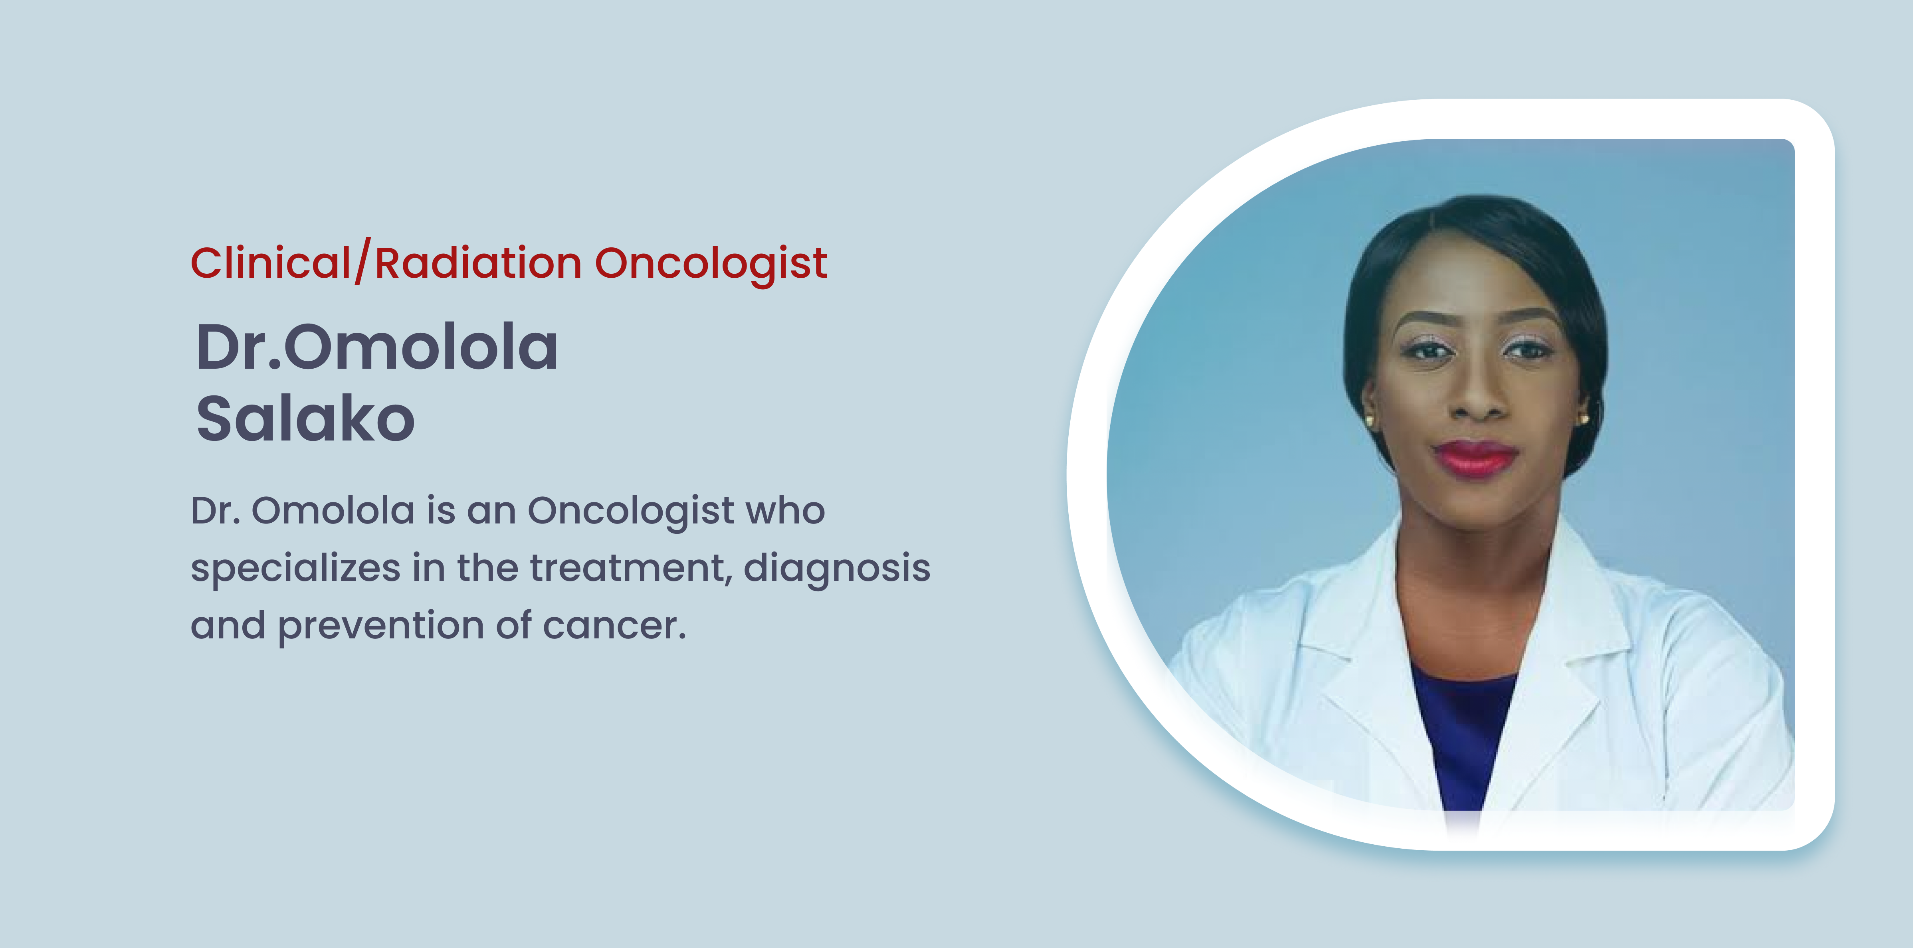 Clinical/Radiation Oncologist
Dr.Omolola
Salako
Dr. Omolola is an Oncologist who
specializes in the treatment, diagnosis
and prevention of cancer.